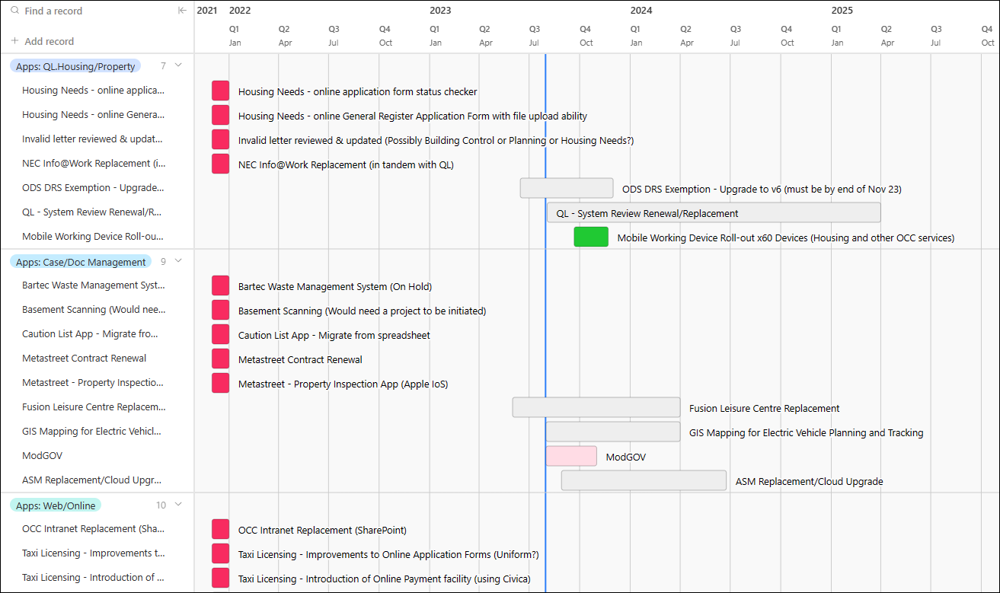 Find a record
2021 2022 2023 2024 2025
Q1 Q2 Q3 Q4 Q1 Q2 Q3 Q4 Q1 Q2 Q3 Q4 Q1 Q2 Q3 Q4
Add record
Jan Apr Jul Oct Jan Apr Jul Oct Jan Apr Jul Oct Jan Apr Jul Oct
Apps: QL.Housing/Property 7
Housing Needs - online applica... Housing Needs - online application form status checker
Housing Needs - online Genera... Housing Needs - online General Register Application Form with file upload ability
Invalid letter reviewed & updat... Invalid letter reviewed & updated (Possibly Building Control or Planning or Housing Needs?)
NEC Info@Work Replacement (i... NEC Info@Work Replacement (in tandem with QL)
ODS DRS Exemption - Upgrade... ODS DRS Exemption - Upgrade to v6 (must be by end of Nov 23)
QL - System Review Renewal/R... QL - System Review Renewal/Replacement
Mobile Working Device Roll-ou... Mobile Working Device Roll-out x60 Devices (Housing and other OCC services)
Apps: Case/Doc Management 9
Bartec Waste Management Syst... Bartec Waste Management System (On Hold)
Basement Scanning (Would nee... Basement Scanning (Would need a project to be initiated)
Caution List App - Migrate fro... Caution List App - Migrate from spreadsheet
Metastreet Contract Renewal Metastreet Contract Renewal
Metastreet - Property Inspectio... Metastreet - Property Inspection App (Apple IoS)
Fusion Leisure Centre Replacem... Fusion Leisure Centre Replacement
GIS Mapping for Electric Vehicl... GIS Mapping for Electric Vehicle Planning and Tracking
ModGOV ModGOV
ASM Replacement/Cloud Upgr... ASM Replacement/Cloud Upgrade
Apps: Web/Online 10
OCC Intranet Replacement (Sha... OCC Intranet Replacement (SharePoint)
Taxi Licensing - Improvements t... Taxi Licensing - Improvements to Online Application Forms (Uniform?)
Taxi Licensing - Introduction of ... Taxi Licensing - Introduction of Online Payment facility (using Civica)